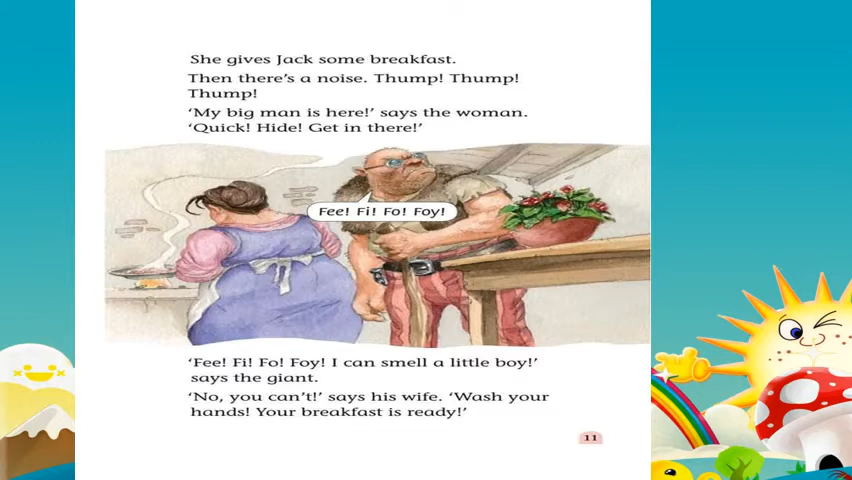 She gives Jack some breakfast.
Then there's a noise. Thump! Thump!
Thump!
'My big man is here!' says the woman.
'Quick! Hide! Get in there!'
Fee! Fi! Fo! Foy!
'Fee! Fi! Fo! Foy! I can smell a little boy!'
says the giant.
'No, you can't!' says his wife. 'Wash your
hands! Your breakfast is ready!'
11